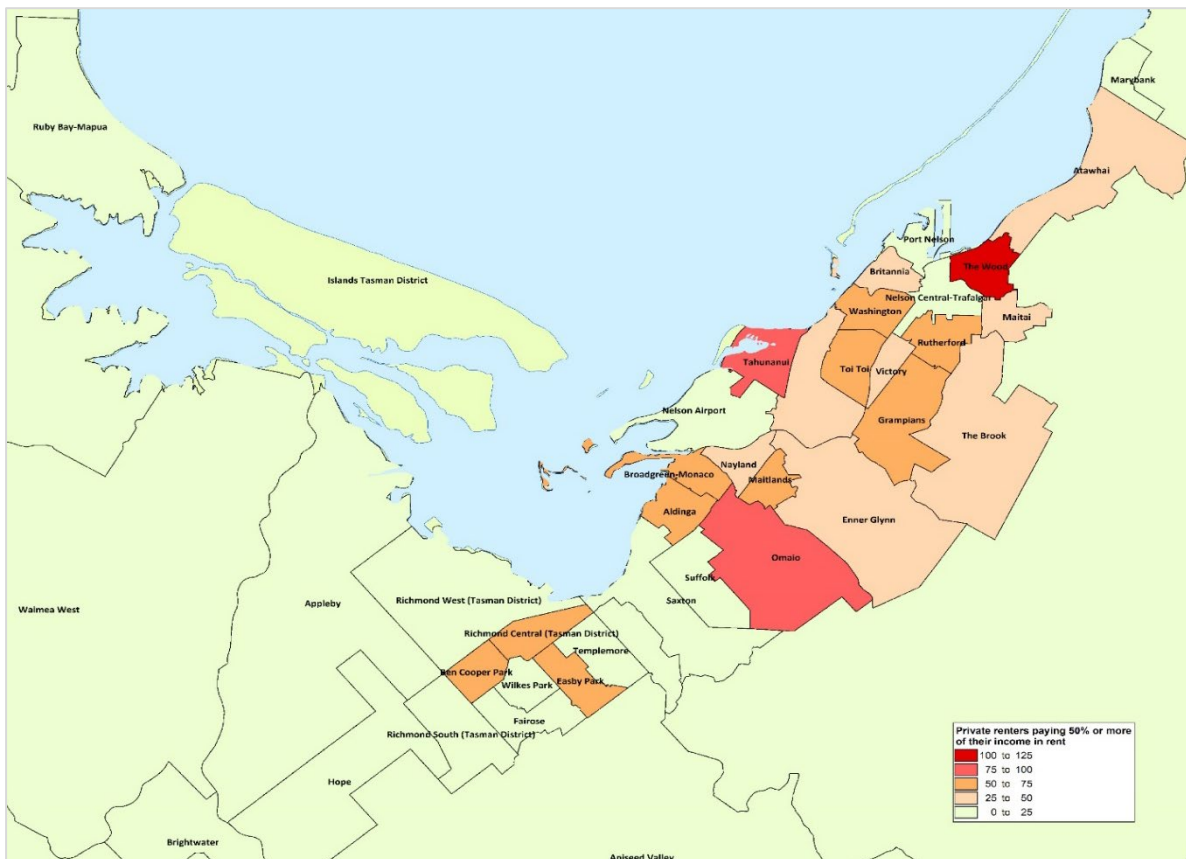 Marybank
Ruby Bay-Mapua
Atawhai
Port Nelson
The Wood
Britannia
Islands Tasman District
Nelson Central-Trafalgar
Washington
Maitai
Rutherford
Tahunanui
Toi Toi
Victory
Nelson Airport
Grampians
The Brook
Nayland
Broadgreen-Monaco
Maitlands
Aldinga
Enner Glynn
Omaio
Suffolk
Saxton
Appleby
Richmond West (Tasman District)
Waimea West
Richmond Central (Tasman District)
Templemore
Ben Cooper Park
Wilkes Park
Easby Park
Fairose
Richmond South (Tasman District)
Hope
Brightwater
Aniseed Valley
Private renters paying 50% or more
of their income in rent
100 to 125
75 to 100
50 to 75
25 to 50
0 to 25